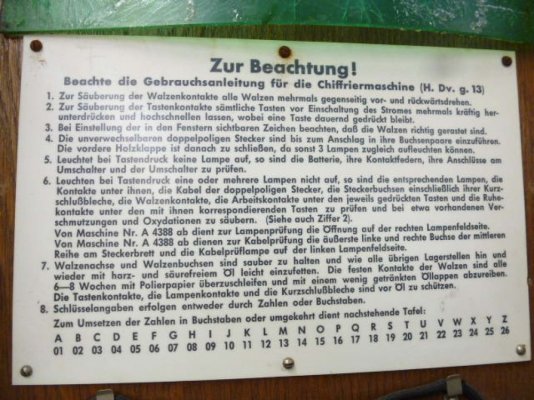 Zur Beachtung!
Beachte die Gebrauchsanleitung für die Chiffriermaschine (H. Dv. g. 13)
1. Zur Säuberung der Walzenkontakte alle Walzen mehrmals gegenseitig vor- und rückwärtsdrehen.
2. Zur Säuberung der Tastenkontakte sämtliche Tasten vor Einschaltung des Stromes mehrmals kräftig her-
unterdrücken und hochschnellen lassen, wobei eine Taste dauernd gedrückt bleibt.
3. Bei Einstellung der in den Fenstern sichtbaren Zeichen beachten, daß die Walzen richtig gerastet sind.
4. Die unverwechselbaren doppelpoligen Stecker sind bis zum Anschlag in ihre Buchsenpaare einzuführen.
Die vordere Holzklappe ist danach zu schließen, da sonst 3 Lampen zugleich aufleuchten können.
5. Leuchtet bei Tastendruck keine Lampe auf, so sind die Batterie, ihre Kontaktfedern, ihre Anschlüsse am
Umschalter und der Umschalter zu prüfen.
6. Leuchten bei Tastendruck eine oder mehrere Lampen nicht auf, so sind die entsprechenden Lampen, die
Kontakte unter ihnen, die Kabel der doppelpoligen Stecker, die Steckerbuchsen einschließlich ihrer Kurz-
schlußbleche, die Walzenkontakte, die Arbeitskontakte unter den jeweils gedrückten Tasten und die Ruhe-
kontakte unter den mit ihnen korrespondierenden Tasten zu prüfen und bei etwa vorhandenen Ver-
schmutzungen und Oxydationen zu säubern. (Siehe auch Ziffer 2).
Von Maschine Nr. A 4388 ab dient zur Lampenprüfung die Öffnung auf der rechten Lampenfeldseite.
Von Maschine Nr. A 4388 ab dienen zur Kabelprüfung die äußerste linke und rechte Buchse der mittleren
Reihe am Steckerbrett und die Kabelprüflampe auf der linken Lampenfeldseite.
7. Walzenachse und Walzenbuchsen sind sauber zu halten und wie alle übrigen Lagerstellen hin und
wieder mit harz- und säurefreiem Öl leicht einzufetten. Die festen Kontakte der Walzen sind alle
6—8 Wochen mit Polierpapier überzuschleifen und mit einem wenig getränkten Öllappen abzureiben.
Die Tastenkontakte, die Lampenkontakte und die Kurzschlußbleche sind vor Öl zu schützen.
8. Schlüsselangaben erfolgen entweder durch Zahlen oder Buchstaben.
Zum Umsetzen der Zahlen in Buchstaben oder umgekehrt dient nachstehende Tafel:
A B C D E F G H I J K L M N O P Q R S T U V W X Y Z
01 02 03 04 05 06 07 08 09 10 11 12 13 14 15 16 17 18 19 20 21 22 23 24 25 26